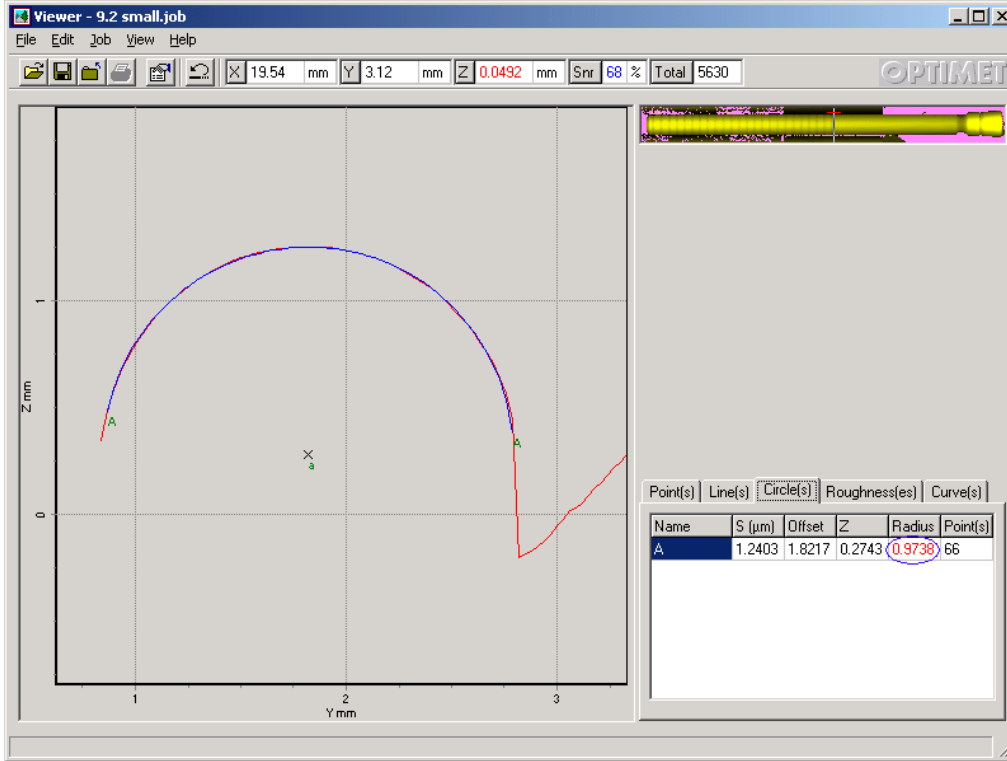 Viewer - 9.2 small.job
File Edit Job View Help
X 19.54 mm Y 3.12 mm Z 0.0492 mm Snr 68 % Total 5630
OPTIMET
1
0
Z mm
A
A
a
1 2 3
Y mm
Point(s) Line(s) Circle(s) Roughness(es) Curve(s)
Name S (µm) Offset Z Radius Point(s)
A 1.2403 1.8217 0.2743 0.9738 66